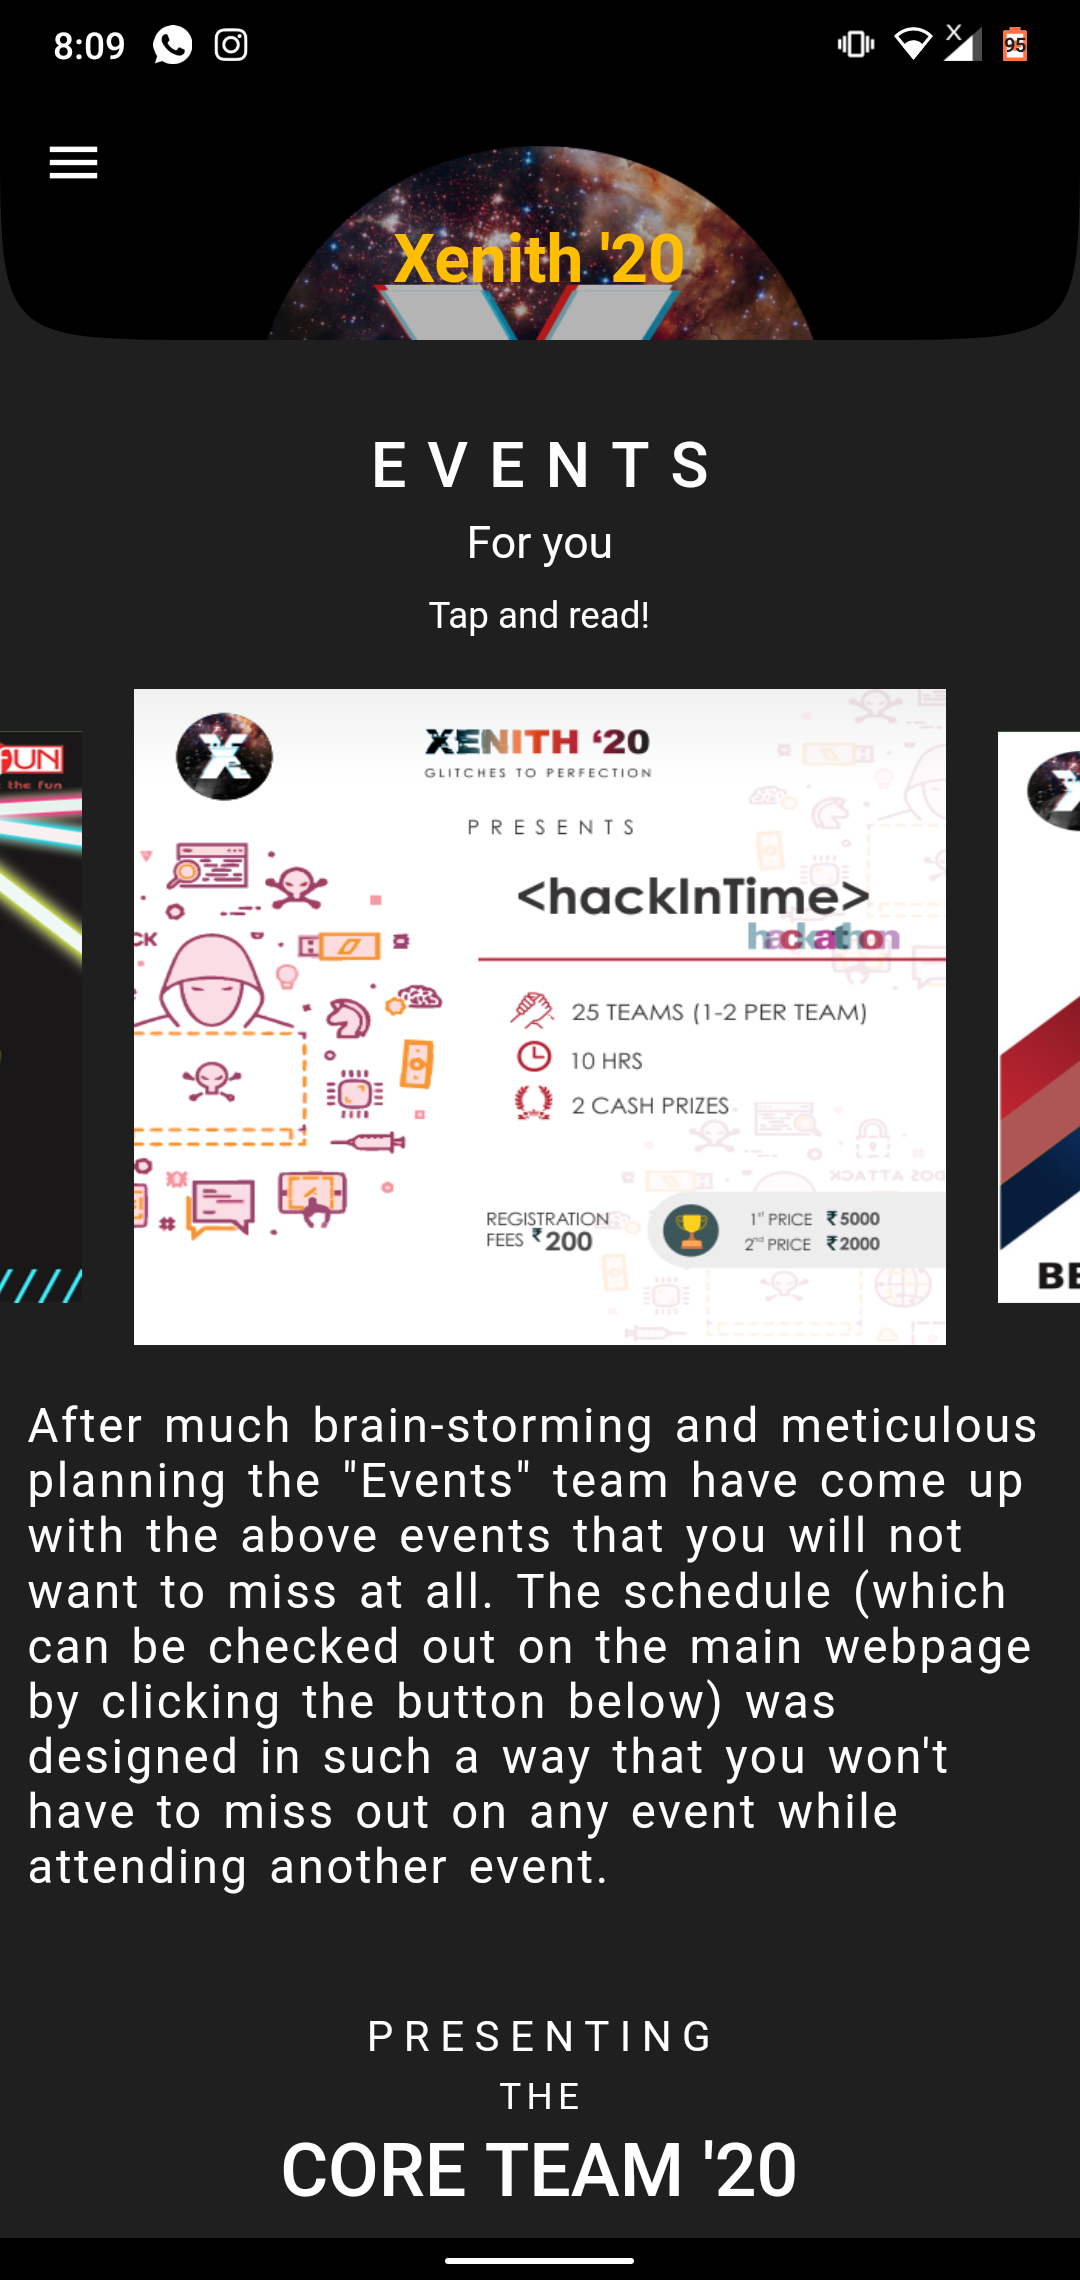 8:09
X
95
Xenith '20
EVENTS
For you
Tap and read!
FUN
the fun
XENITH ‘20
GLITCHES TO PERFECTION
PRESENTS
<hackInTime>
hackathon
25 TEAMS (1-2 PER TEAM)
10 HRS
2 CASH PRIZES
REGISTRATION
FEES ₹200
1st PRICE ₹5000
2nd PRICE ₹2000
BE
After much brain-storming and meticulous
planning the "Events" team have come up
with the above events that you will not
want to miss at all. The schedule (which
can be checked out on the main webpage
by clicking the button below) was
designed in such a way that you won't
have to miss out on any event while
attending another event.
PRESENTING
THE
CORE TEAM '20